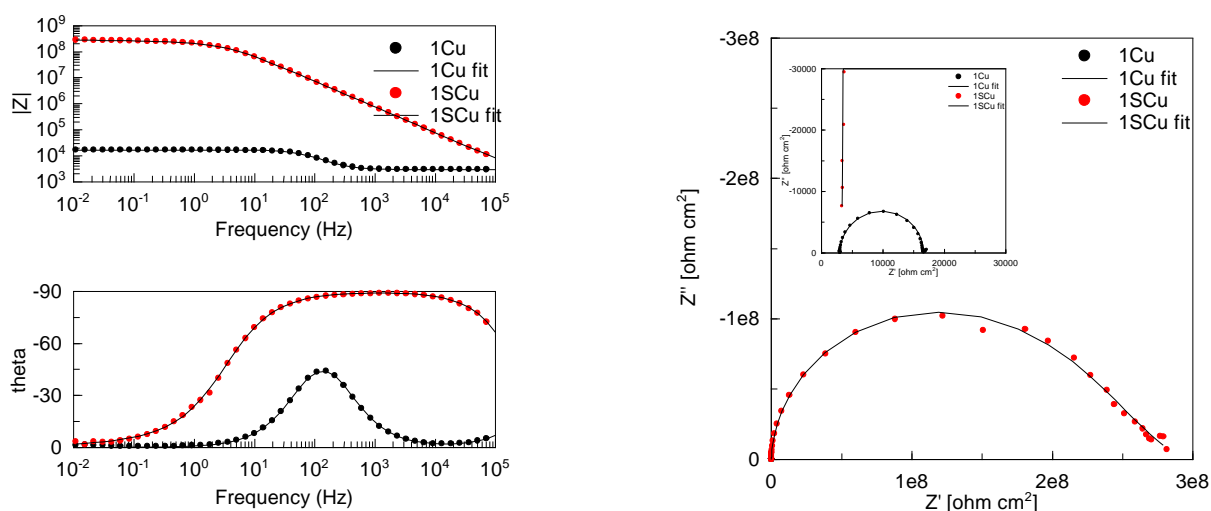 10^9
10^8
10^7
10^6
10^5
10^4
10^3
|Z|
1Cu
1Cu fit
1SCu
1SCu fit
10^-2 10^-1 10^0 10^1 10^2 10^3 10^4 10^5
Frequency (Hz)
-90
-60
-30
0
theta
10^-2 10^-1 10^0 10^1 10^2 10^3 10^4 10^5
Frequency (Hz)
-3e8
-2e8
-1e8
0
Z'' [ohm cm^2]
1Cu
1Cu fit
1SCu
1SCu fit
-30000
-20000
-10000
0
Z'' [ohm cm^2]
1Cu
1Cu fit
1SCu
1SCu fit
0 10000 20000 30000
Z' [ohm cm^2]
0 1e8 2e8 3e8
Z' [ohm cm^2]